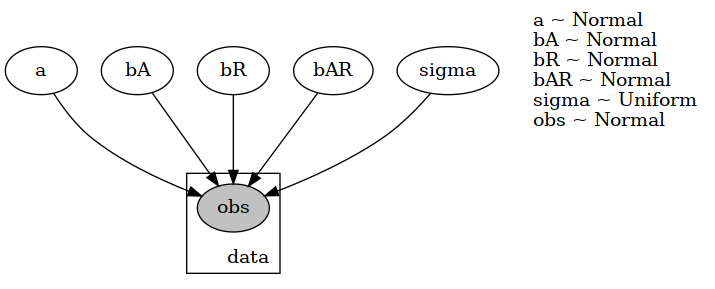 a
bA
bR
bAR
sigma
obs
data
a ~ Normal
bA ~ Normal
bR ~ Normal
bAR ~ Normal
sigma ~ Uniform
obs ~ Normal